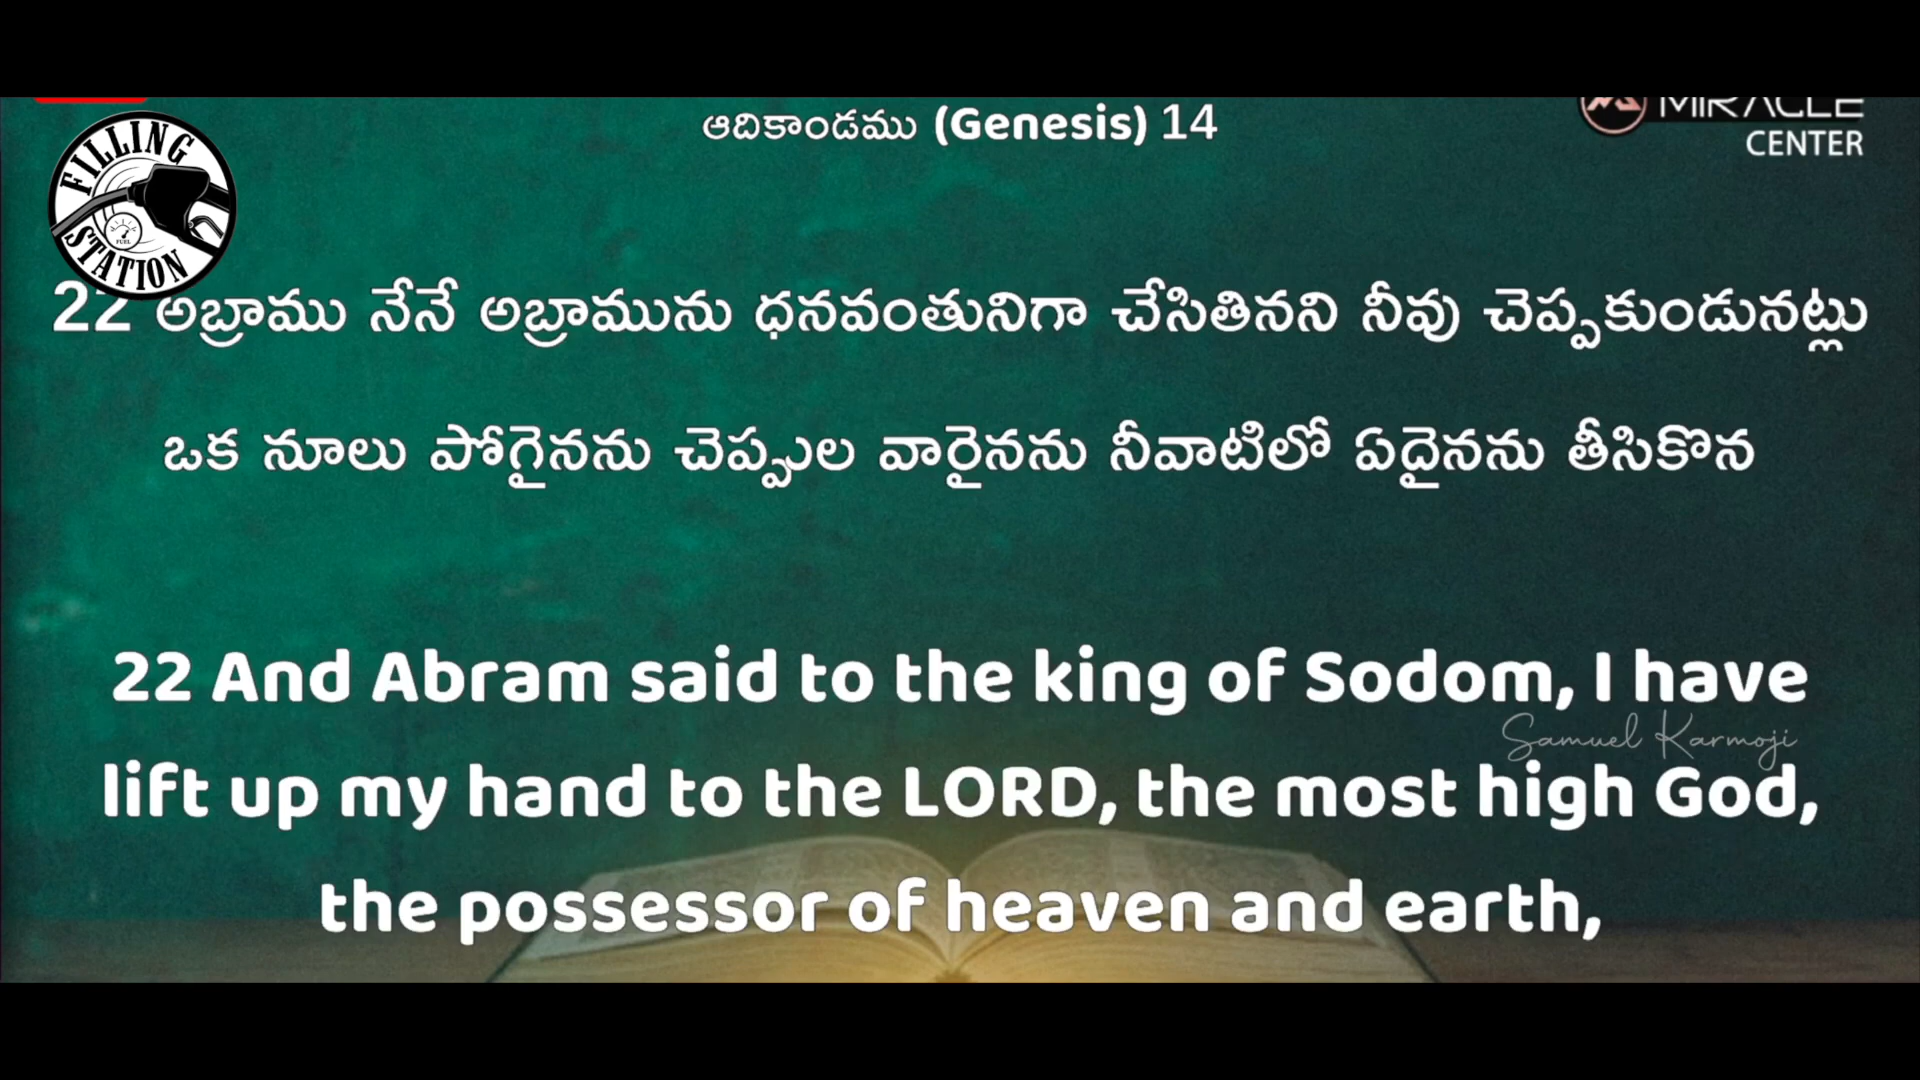 ఆదికాండము (Genesis) 14
MIRACLE
CENTER
FILLING
STATION
FUEL
22 అబ్రాము నేనే అబ్రామును ధనవంతునిగా చేసితినని నీవు చెప్పకుండునట్లు
ఒక నూలు పోగైనను చెప్పుల వారైనను నీవాటిలో ఏదైనను తీసికొన
22 And Abram said to the king of Sodom, I have
Samuel Karmoji
lift up my hand to the LORD, the most high God,
the possessor of heaven and earth,